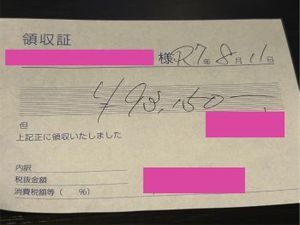 領収証
様 R7年8月11日
¥93,150-
但
上記正に領収いたしました
内訳
税抜金額
消費税額等( %)